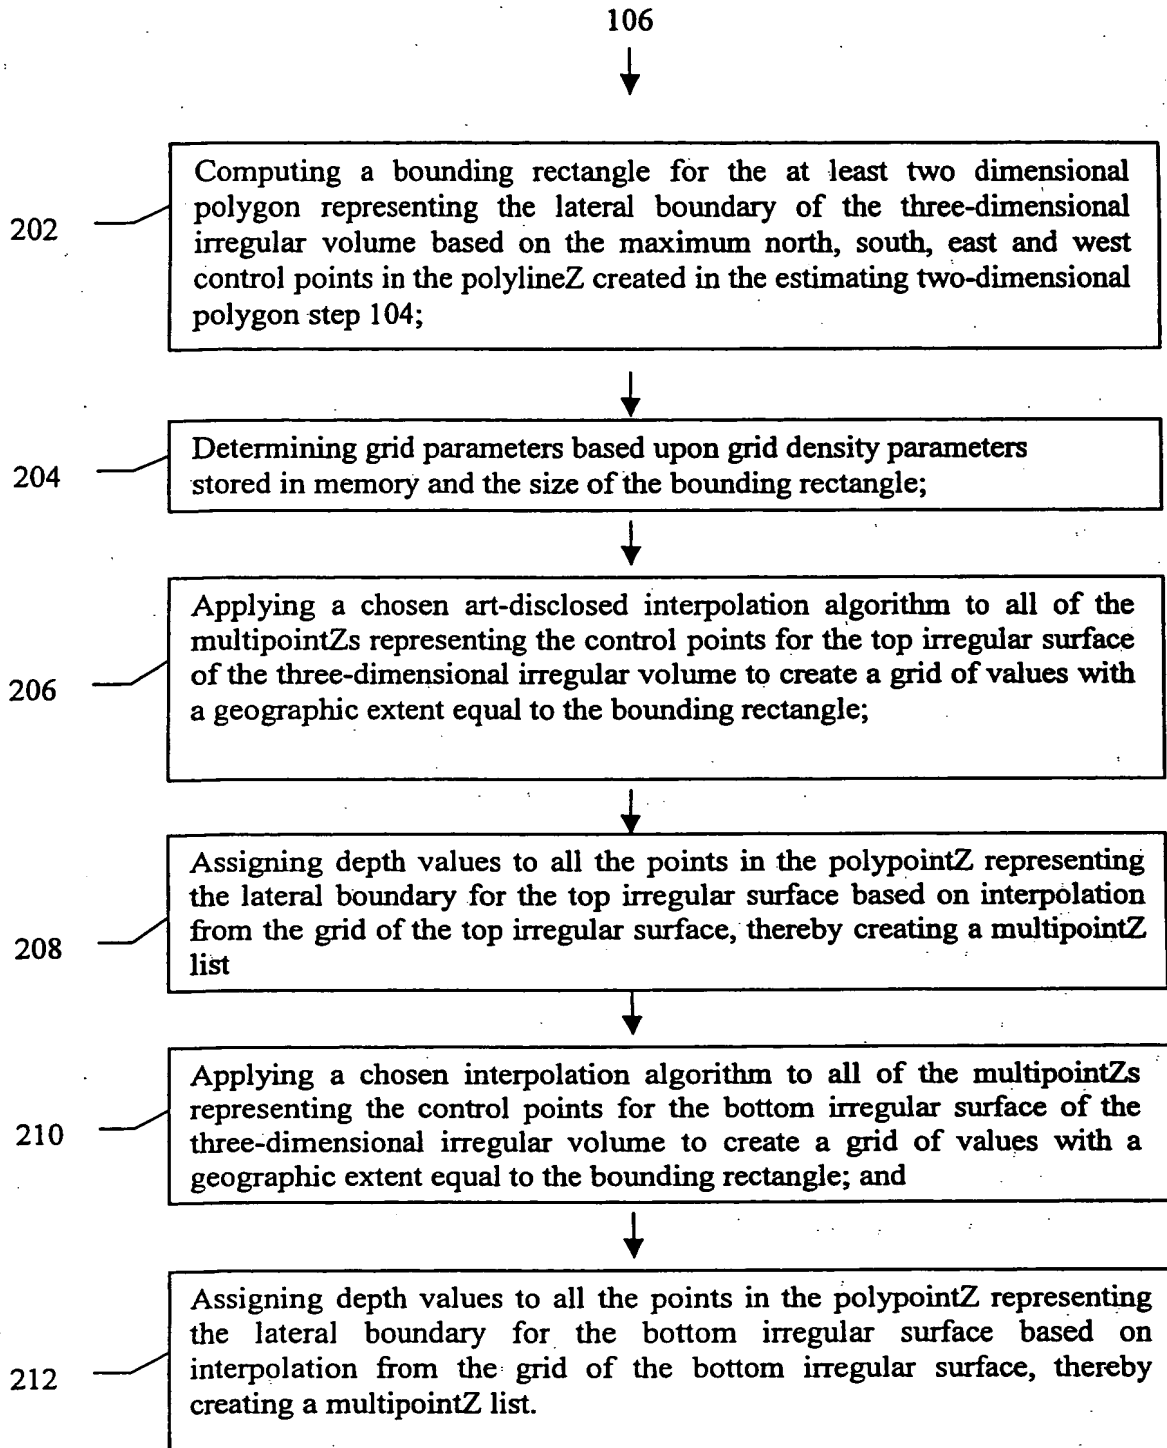 106
202
Computing a bounding rectangle for the at least two dimensional
polygon representing the lateral boundary of the three-dimensional
irregular volume based on the maximum north, south, east and west
control points in the polylineZ created in the estimating two-dimensional
polygon step 104;
204
Determining grid parameters based upon grid density parameters
stored in memory and the size of the bounding rectangle;
206
Applying a chosen art-disclosed interpolation algorithm to all of the
multipointZs representing the control points for the top irregular surface
of the three-dimensional irregular volume to create a grid of values with
a geographic extent equal to the bounding rectangle;
208
Assigning depth values to all the points in the polypointZ representing
the lateral boundary for the top irregular surface based on interpolation
from the grid of the top irregular surface, thereby creating a multipointZ
list
210
Applying a chosen interpolation algorithm to all of the multipointZs
representing the control points for the bottom irregular surface of the
three-dimensional irregular volume to create a grid of values with a
geographic extent equal to the bounding rectangle; and
212
Assigning depth values to all the points in the polypointZ representing
the lateral boundary for the bottom irregular surface based on
interpolation from the grid of the bottom irregular surface, thereby
creating a multipointZ list.